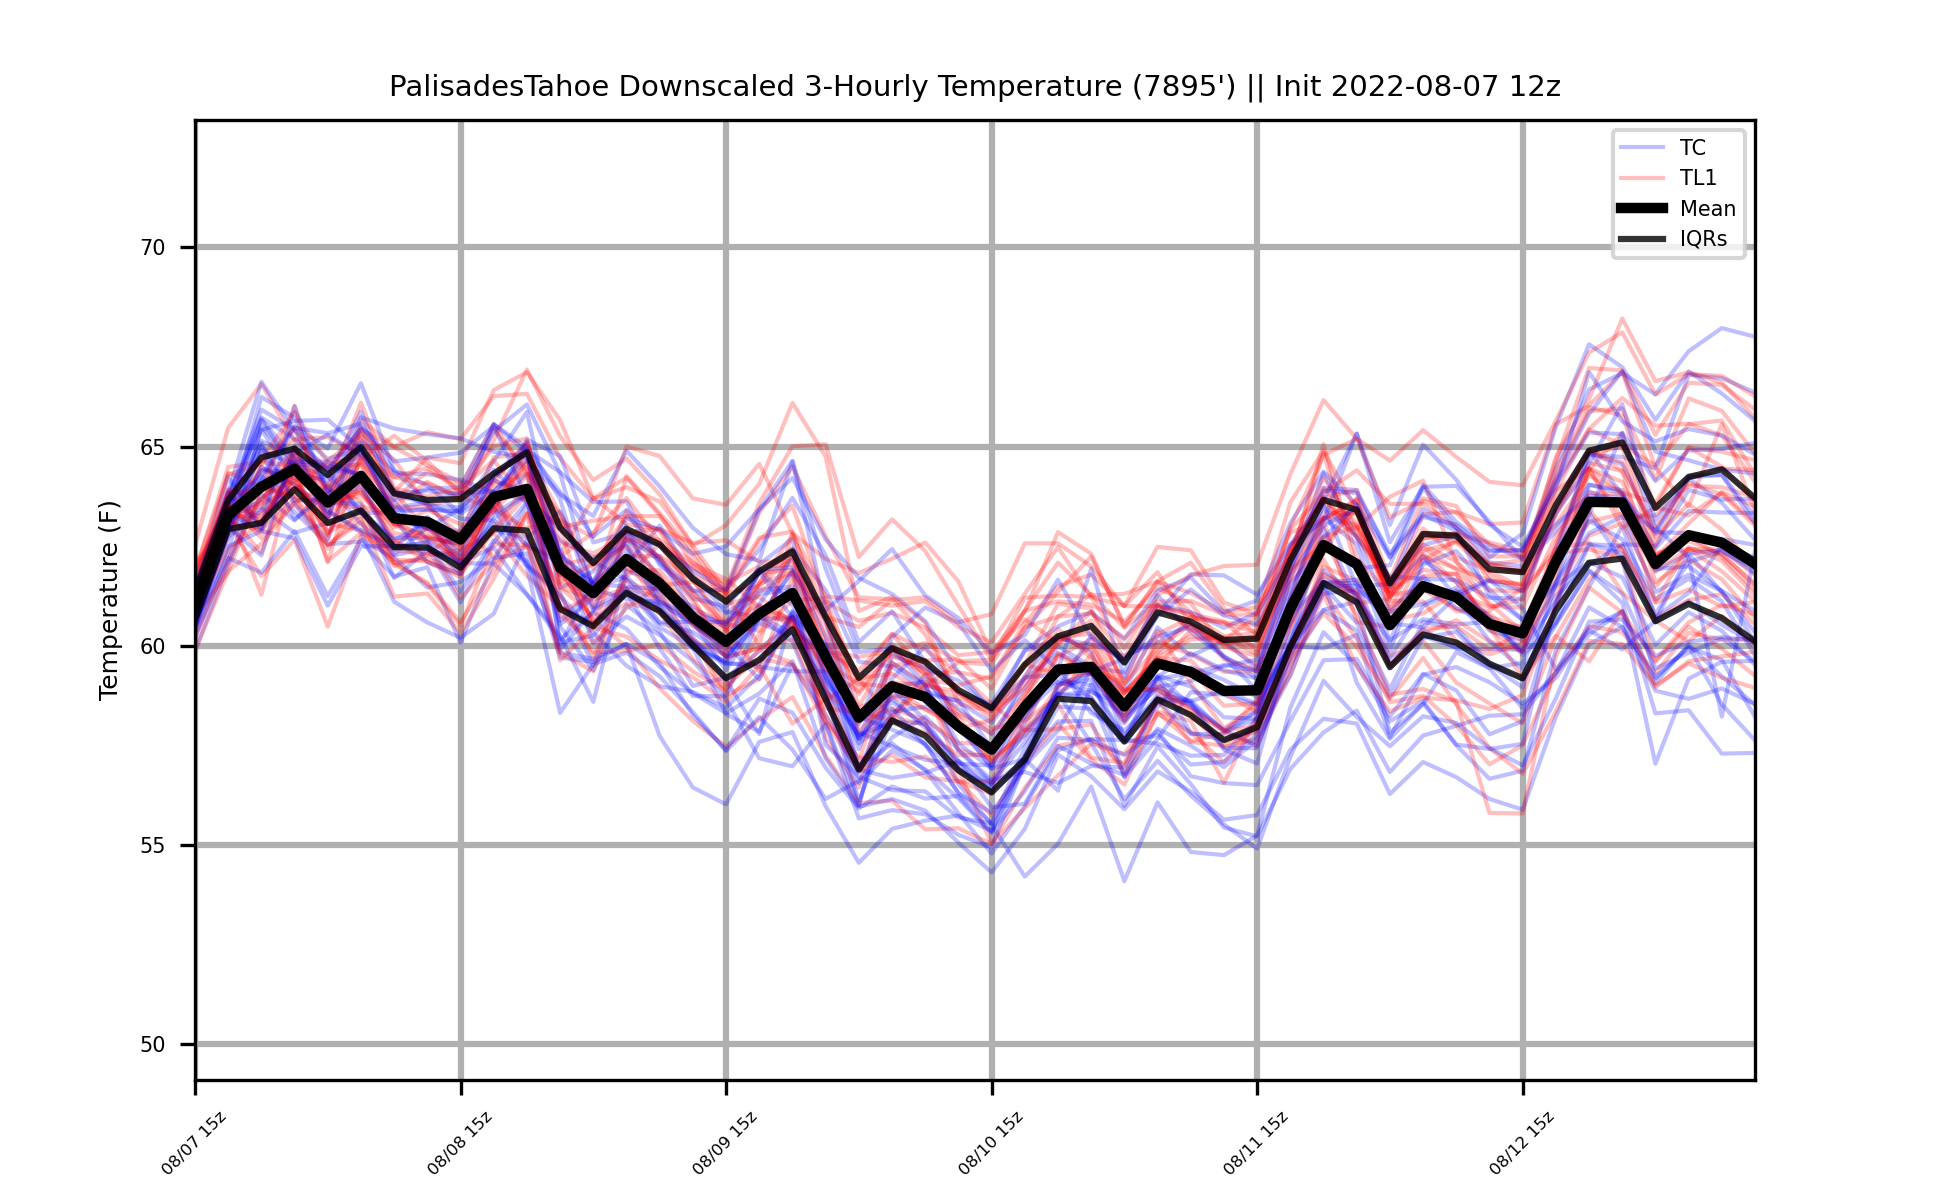 PalisadesTahoe Downscaled 3-Hourly Temperature (7895') || Init 2022-08-07 12z
TC
TL1
Mean
IQRs
Temperature (F)
70
65
60
55
50
08/07 15z
08/08 15z
08/09 15z
08/10 15z
08/11 15z
08/12 15z